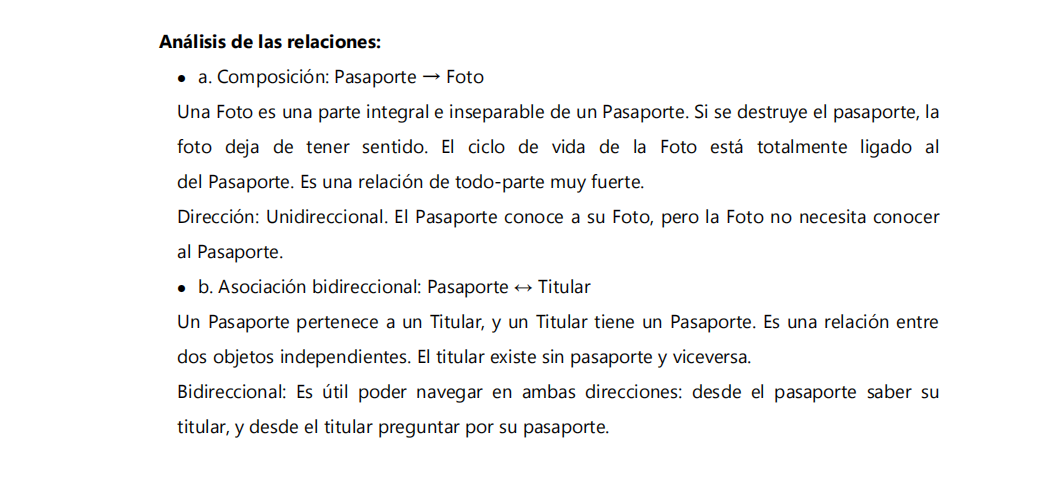 Análisis de las relaciones:
• a. Composición: Pasaporte → Foto
Una Foto es una parte integral e inseparable de un Pasaporte. Si se destruye el pasaporte, la
foto deja de tener sentido. El ciclo de vida de la Foto está totalmente ligado al
del Pasaporte. Es una relación de todo-parte muy fuerte.
Dirección: Unidireccional. El Pasaporte conoce a su Foto, pero la Foto no necesita conocer
al Pasaporte.
• b. Asociación bidireccional: Pasaporte ↔ Titular
Un Pasaporte pertenece a un Titular, y un Titular tiene un Pasaporte. Es una relación entre
dos objetos independientes. El titular existe sin pasaporte y viceversa.
Bidireccional: Es útil poder navegar en ambas direcciones: desde el pasaporte saber su
titular, y desde el titular preguntar por su pasaporte.